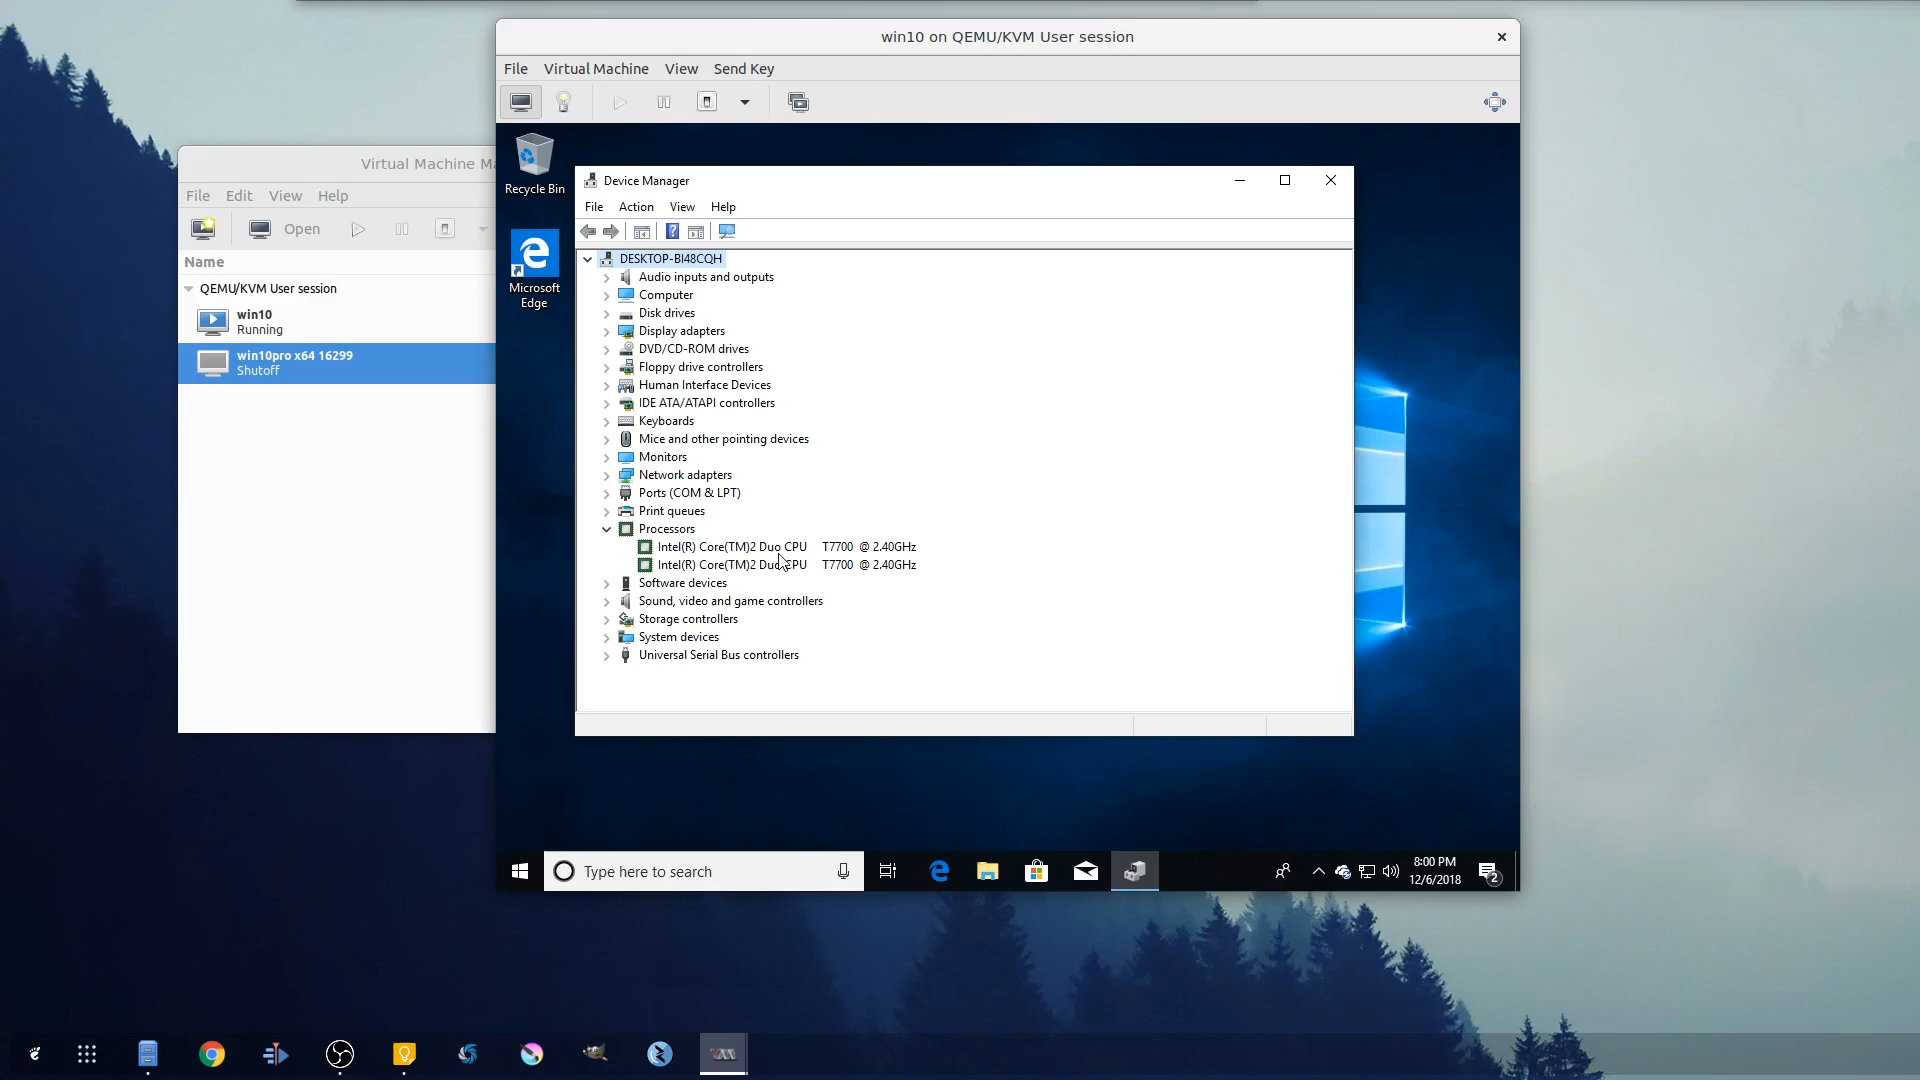 win10 on QEMU/KVM User session
File Virtual Machine View Send Key
Virtual Machine Ma
File Edit View Help
Open
Name
QEMU/KVM User session
win10
Running
win10pro x64 16299
Shutoff
Recycle Bin
Microsoft
Edge
Device Manager
File Action View Help
DESKTOP-BI48CQH
Audio inputs and outputs
Computer
Disk drives
Display adapters
DVD/CD-ROM drives
Floppy drive controllers
Human Interface Devices
IDE ATA/ATAPI controllers
Keyboards
Mice and other pointing devices
Monitors
Network adapters
Ports (COM & LPT)
Print queues
Processors
Intel(R) Core(TM)2 Duo CPU T7700 @ 2.40GHz
Intel(R) Core(TM)2 Duo CPU T7700 @ 2.40GHz
Software devices
Sound, video and game controllers
Storage controllers
System devices
Universal Serial Bus controllers
Type here to search
8:00 PM
12/6/2018
2